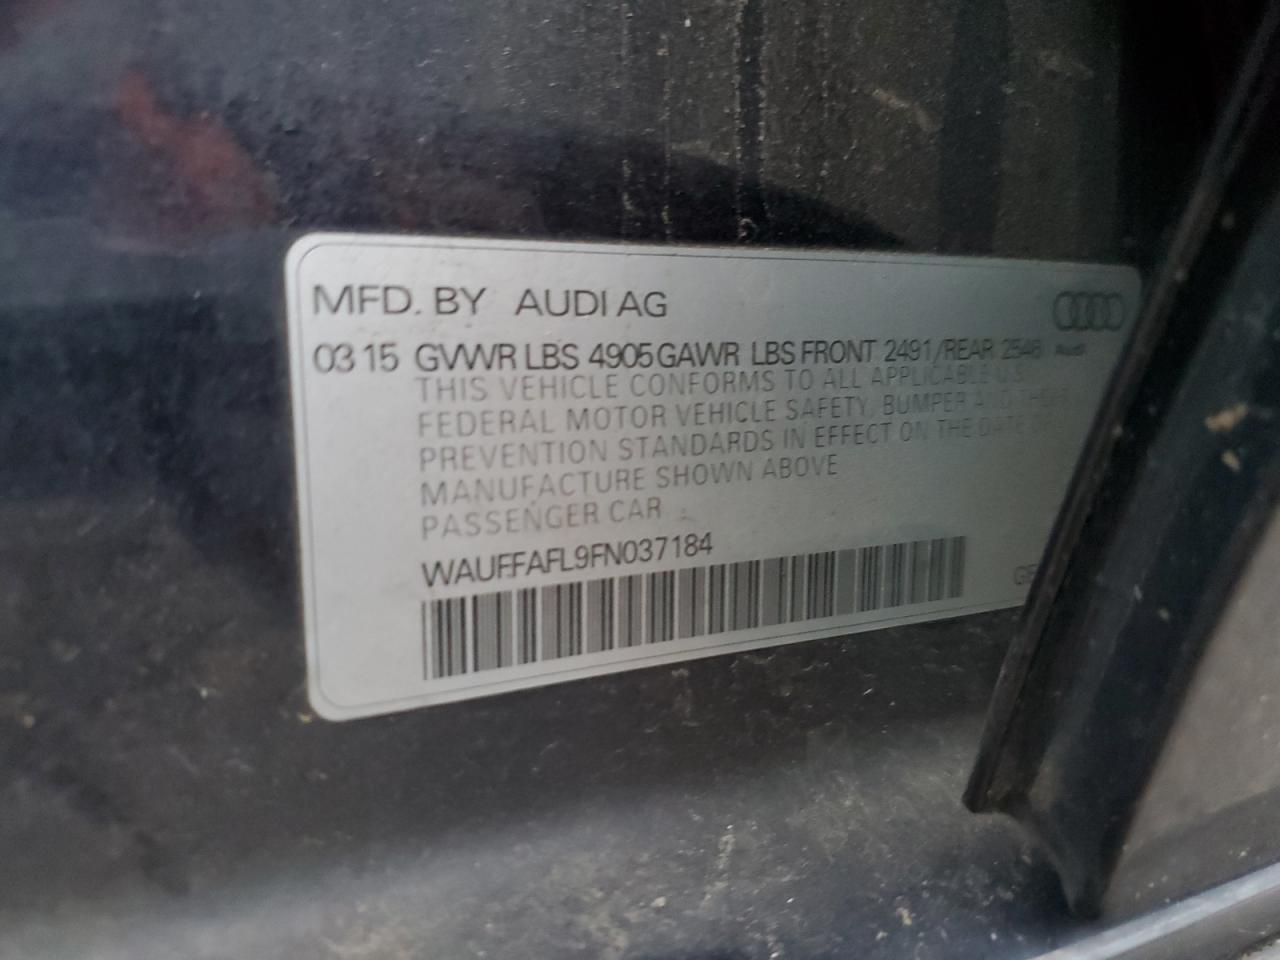 MFD. BY AUDI AG
03 15 GVWR LBS 4905 GAWR LBS FRONT 2491/REAR 2546 Audi
THIS VEHICLE CONFORMS TO ALL APPLICABLE U.S.
FEDERAL MOTOR VEHICLE SAFETY, BUMPER AND THEFT
PREVENTION STANDARDS IN EFFECT ON THE DATE OF
MANUFACTURE SHOWN ABOVE
PASSENGER CAR
WAUFFAFL9FN037184